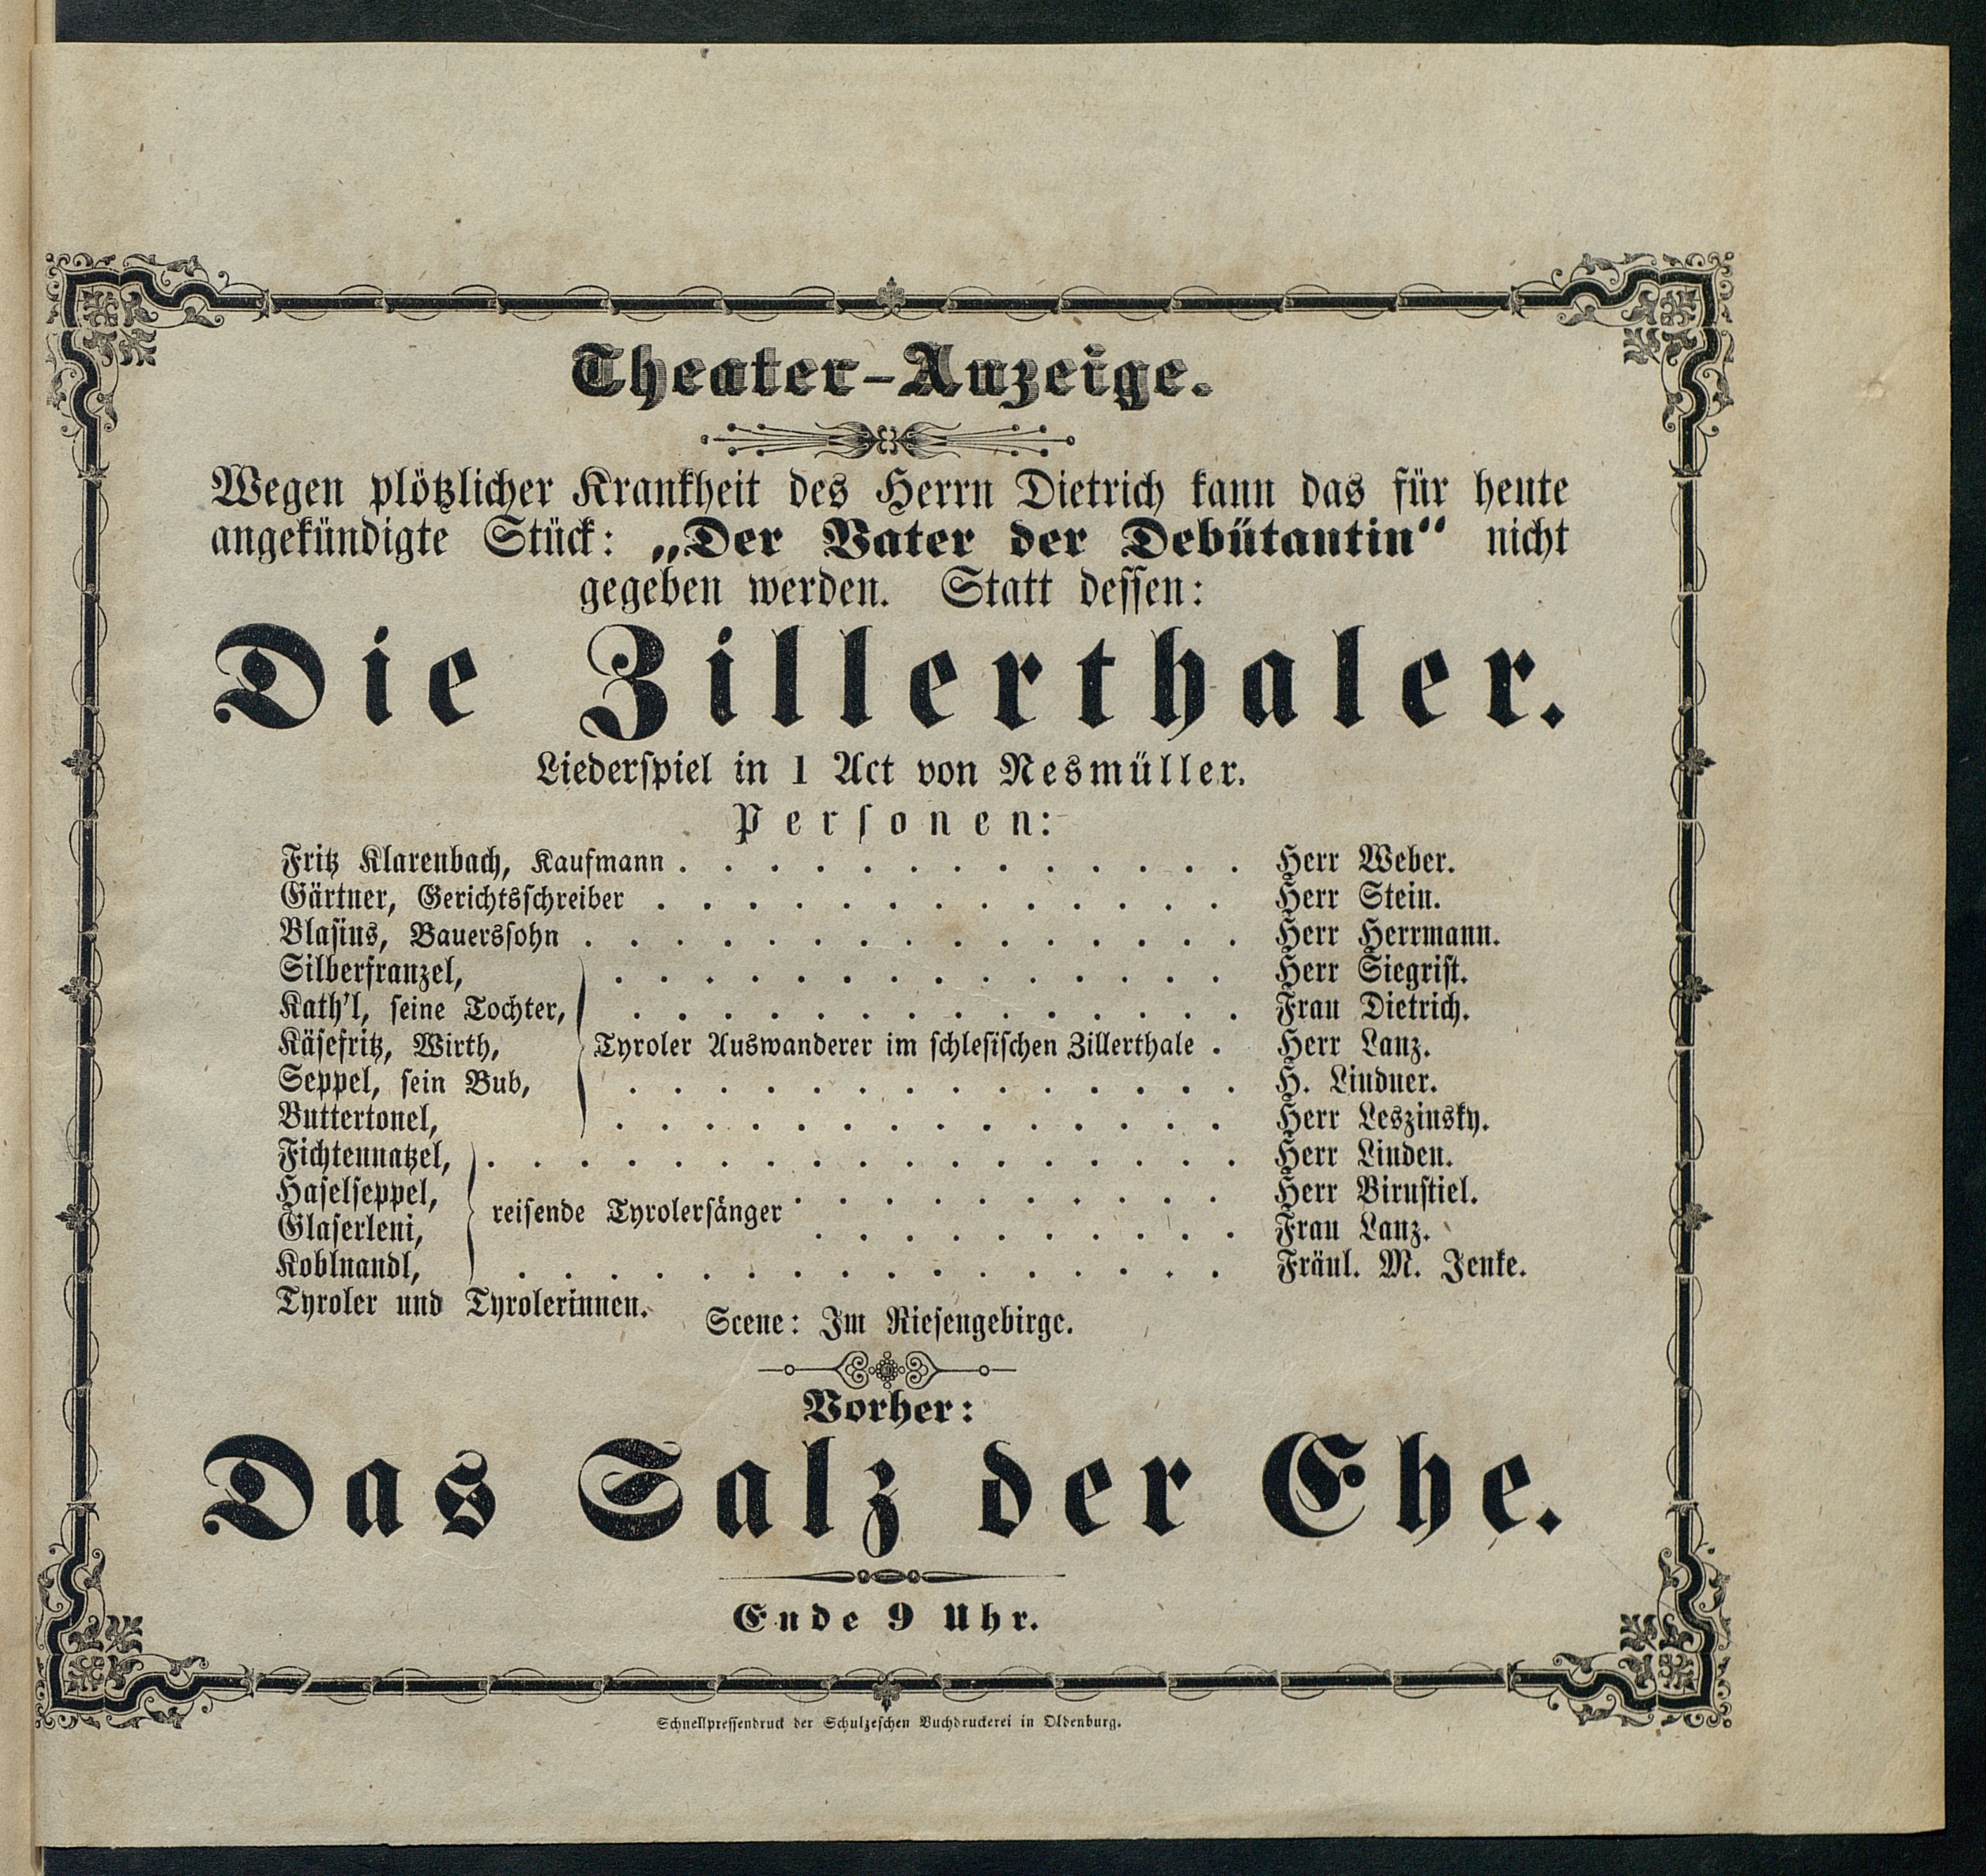 Theater-Anzeige.
Wegen plötzlicher Krankheit des Herrn Dietrich kann das für heute
angekündigte Stück: „Der Vater der Debütantin“ nicht
gegeben werden. Statt dessen:
Die Zillerthaler.
Liederspiel in 1 Act von Nesmüller.
Personen:
Fritz Klarenbach, Kaufmann . . . . . . . . . . . . . Herr Weber.
Gärtner, Gerichtsschreiber . . . . . . . . . . . . . Herr Stein.
Blasius, Bauerssohn . . . . . . . . . . . . . . . Herr Herrmann.
Silberfranzel, . . . . . . . . . . . . . . Herr Siegrist.
Kath'l, seine Tochter, . . . . . . . . . . . . . . Frau Dietrich.
Käsefritz, Wirth, Tyroler Auswanderer im schlesischen Zillerthale . Herr Lanz.
Seppel, sein Bub, . . . . . . . . . . . . . . H. Lindner.
Buttertonel, . . . . . . . . . . . . . . Herr Leszinsky.
Fichtennatzel, . . . . . . . . . . . . . . . . . Herr Linden.
Haselseppel, . . . . . . . . . . Herr Birnstiel.
reisende Tyrolersänger
Glaserleni, . . . . . . . . . . Frau Lanz.
Koblnandl, . . . . . . . . . . . . . . . . Fräul. M. Jenke.
Tyroler und Tyrolerinnen.
Scene: Im Riesengebirge.
Vorher:
Das Salz der Ehe.
Ende 9 Uhr.
Schnellpressendruck der Schulzeschen Buchdruckerei in Oldenburg.